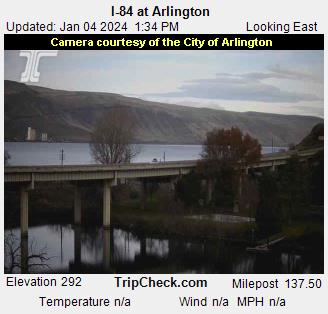 I-84 at Arlington
Updated: Jan 04 2024 1:34 PM Looking East
Camera courtesy of the City of Arlington
Elevation 292 TripCheck.com Milepost 137.50
Temperature n/a Wind n/a MPH n/a